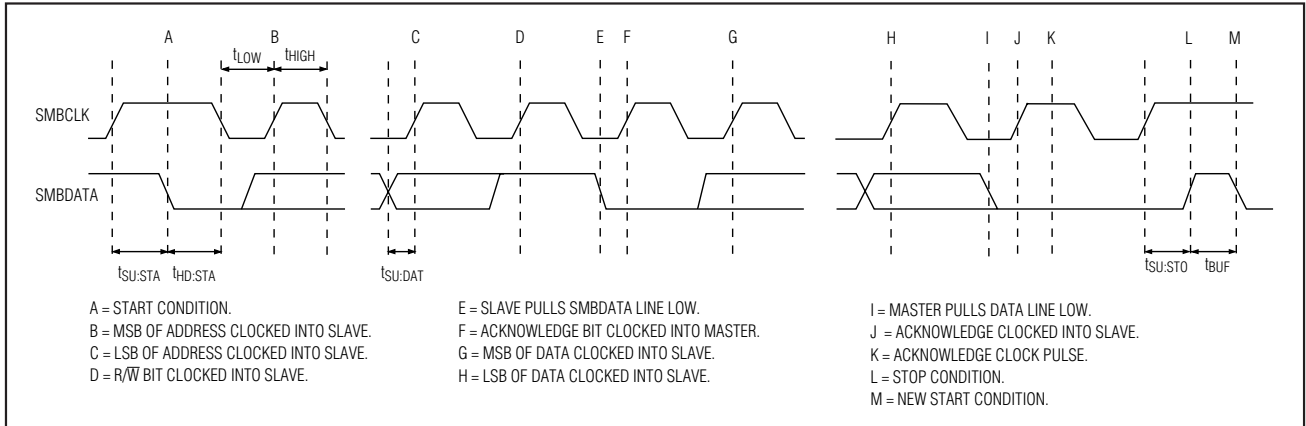 A B C D E F G H I J K L M
tLOW tHIGH
SMBCLK
SMBDATA
tSU:STA tHD:STA tSU:DAT tSU:STO tBUF
A = START CONDITION.
B = MSB OF ADDRESS CLOCKED INTO SLAVE.
C = LSB OF ADDRESS CLOCKED INTO SLAVE.
D = R/W̅ BIT CLOCKED INTO SLAVE.
E = SLAVE PULLS SMBDATA LINE LOW.
F = ACKNOWLEDGE BIT CLOCKED INTO MASTER.
G = MSB OF DATA CLOCKED INTO SLAVE.
H = LSB OF DATA CLOCKED INTO SLAVE.
I = MASTER PULLS DATA LINE LOW.
J = ACKNOWLEDGE CLOCKED INTO SLAVE.
K = ACKNOWLEDGE CLOCK PULSE.
L = STOP CONDITION.
M = NEW START CONDITION.